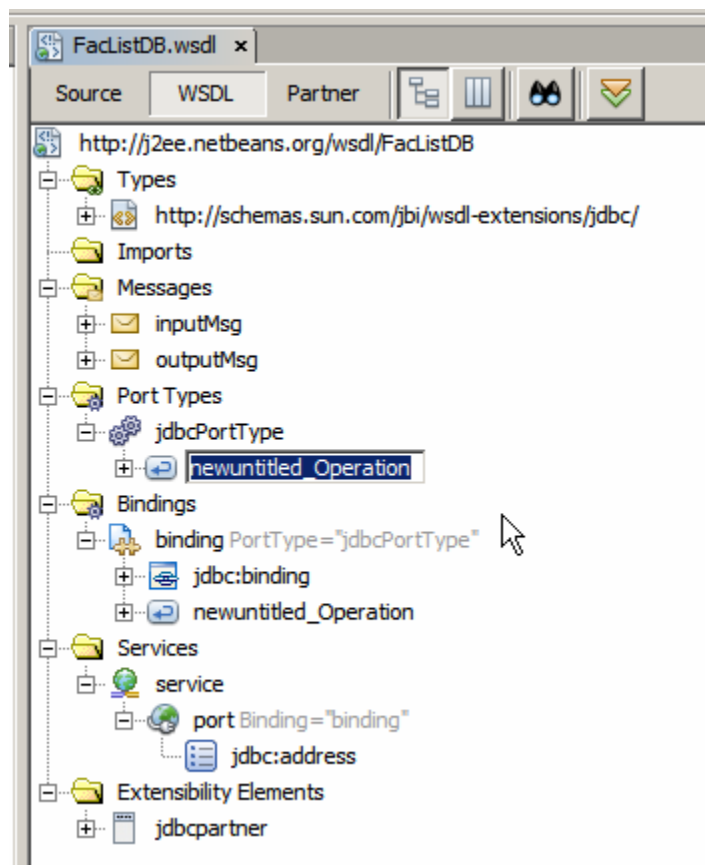 FacListDB.wsdl x
Source WSDL Partner
http://j2ee.netbeans.org/wsdl/FacListDB
Types
http://schemas.sun.com/jbi/wsdl-extensions/jdbc/
Imports
Messages
inputMsg
outputMsg
Port Types
jdbcPortType
newuntitled_Operation
Bindings
binding PortType="jdbcPortType"
jdbc:binding
newuntitled_Operation
Services
service
port Binding="binding"
jdbc:address
Extensibility Elements
jdbcpartner